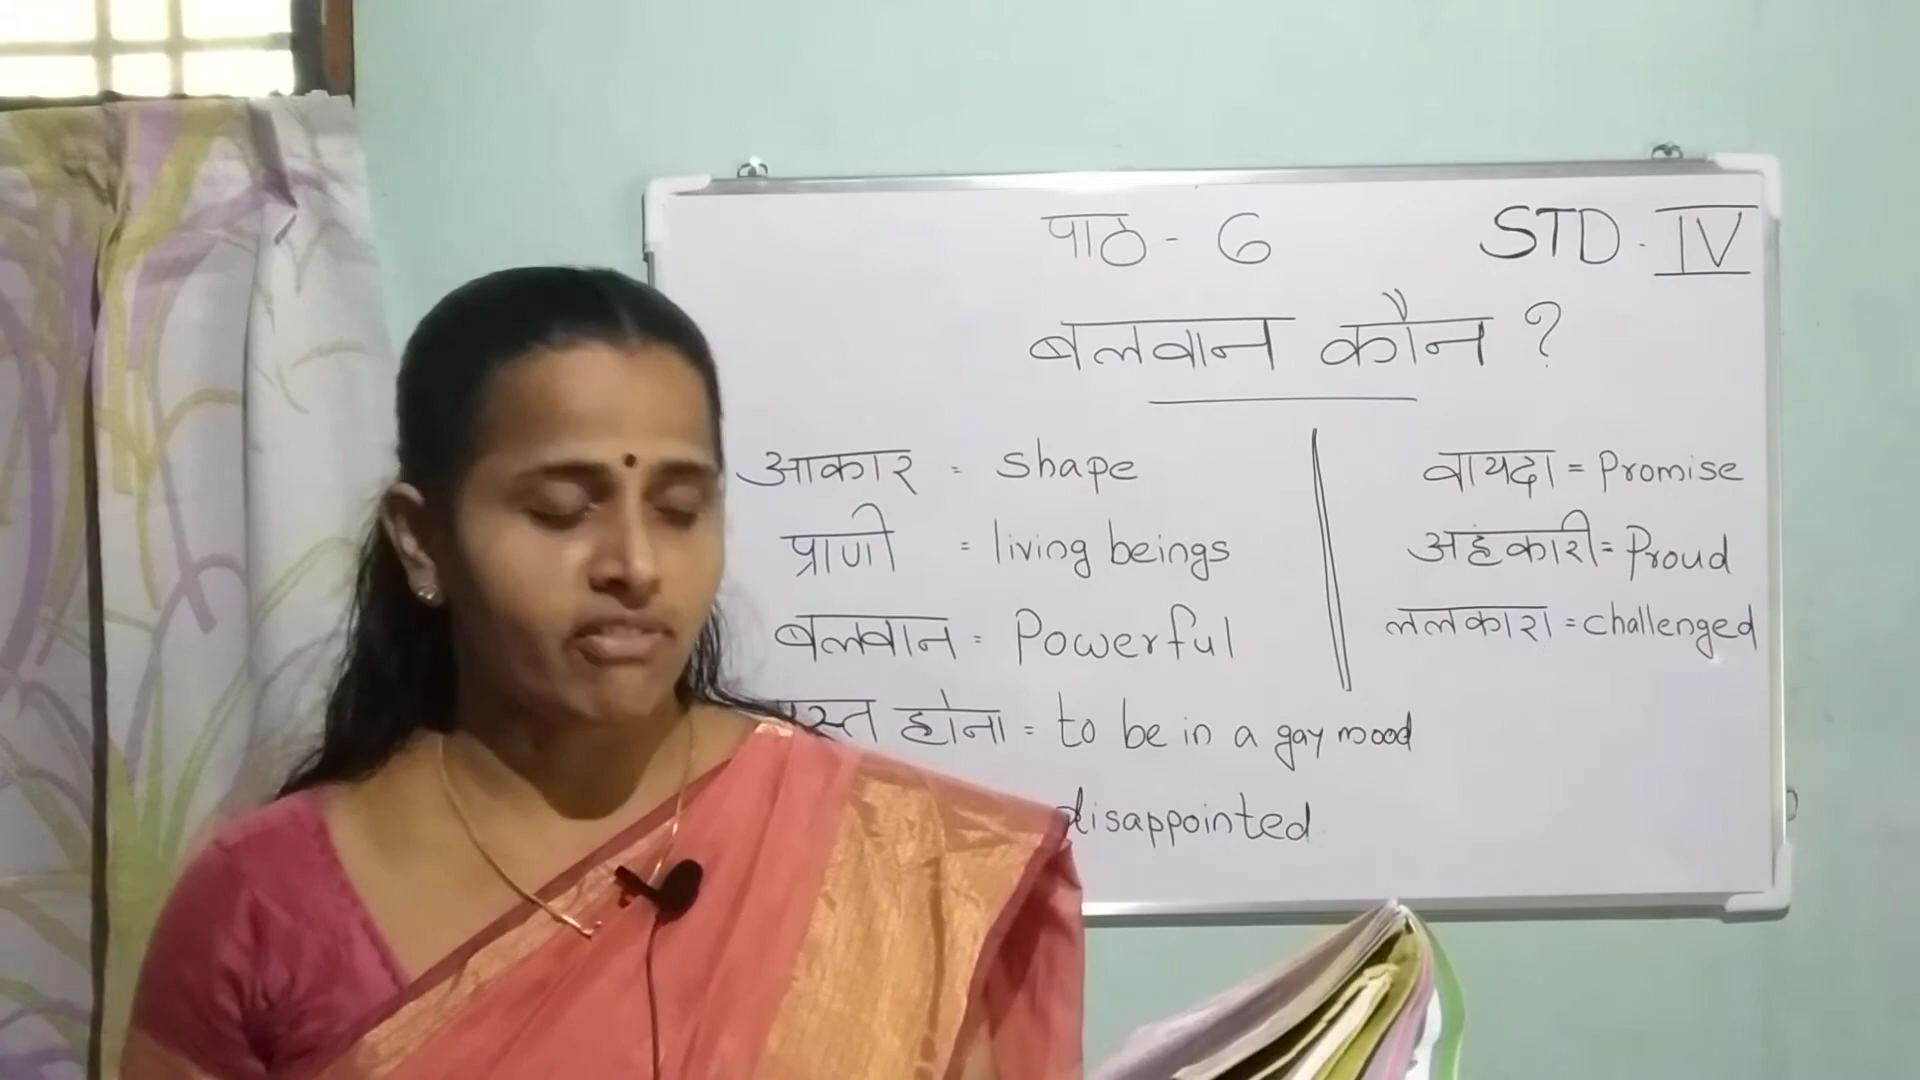 पाठ - 6 STD - IV
बलवान कौन ?
आकार = shape
प्राणी = living beings
बलवान = Powerful
होना = to be in a gay mood
disappointed
वायदा = Promise
अहंकारी = Proud
ललकारा = challenged